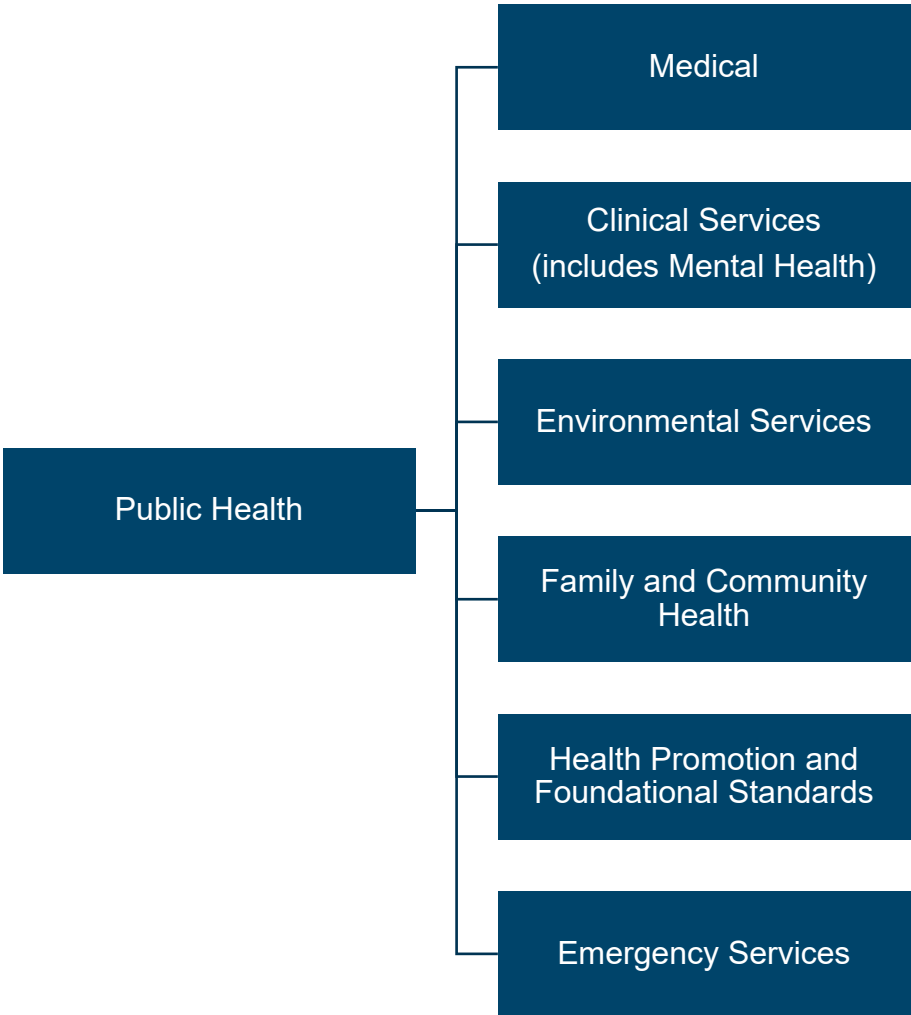 Medical
Clinical Services
(includes Mental Health)
Environmental Services
Public Health
Family and Community
Health
Health Promotion and
Foundational Standards
Emergency Services